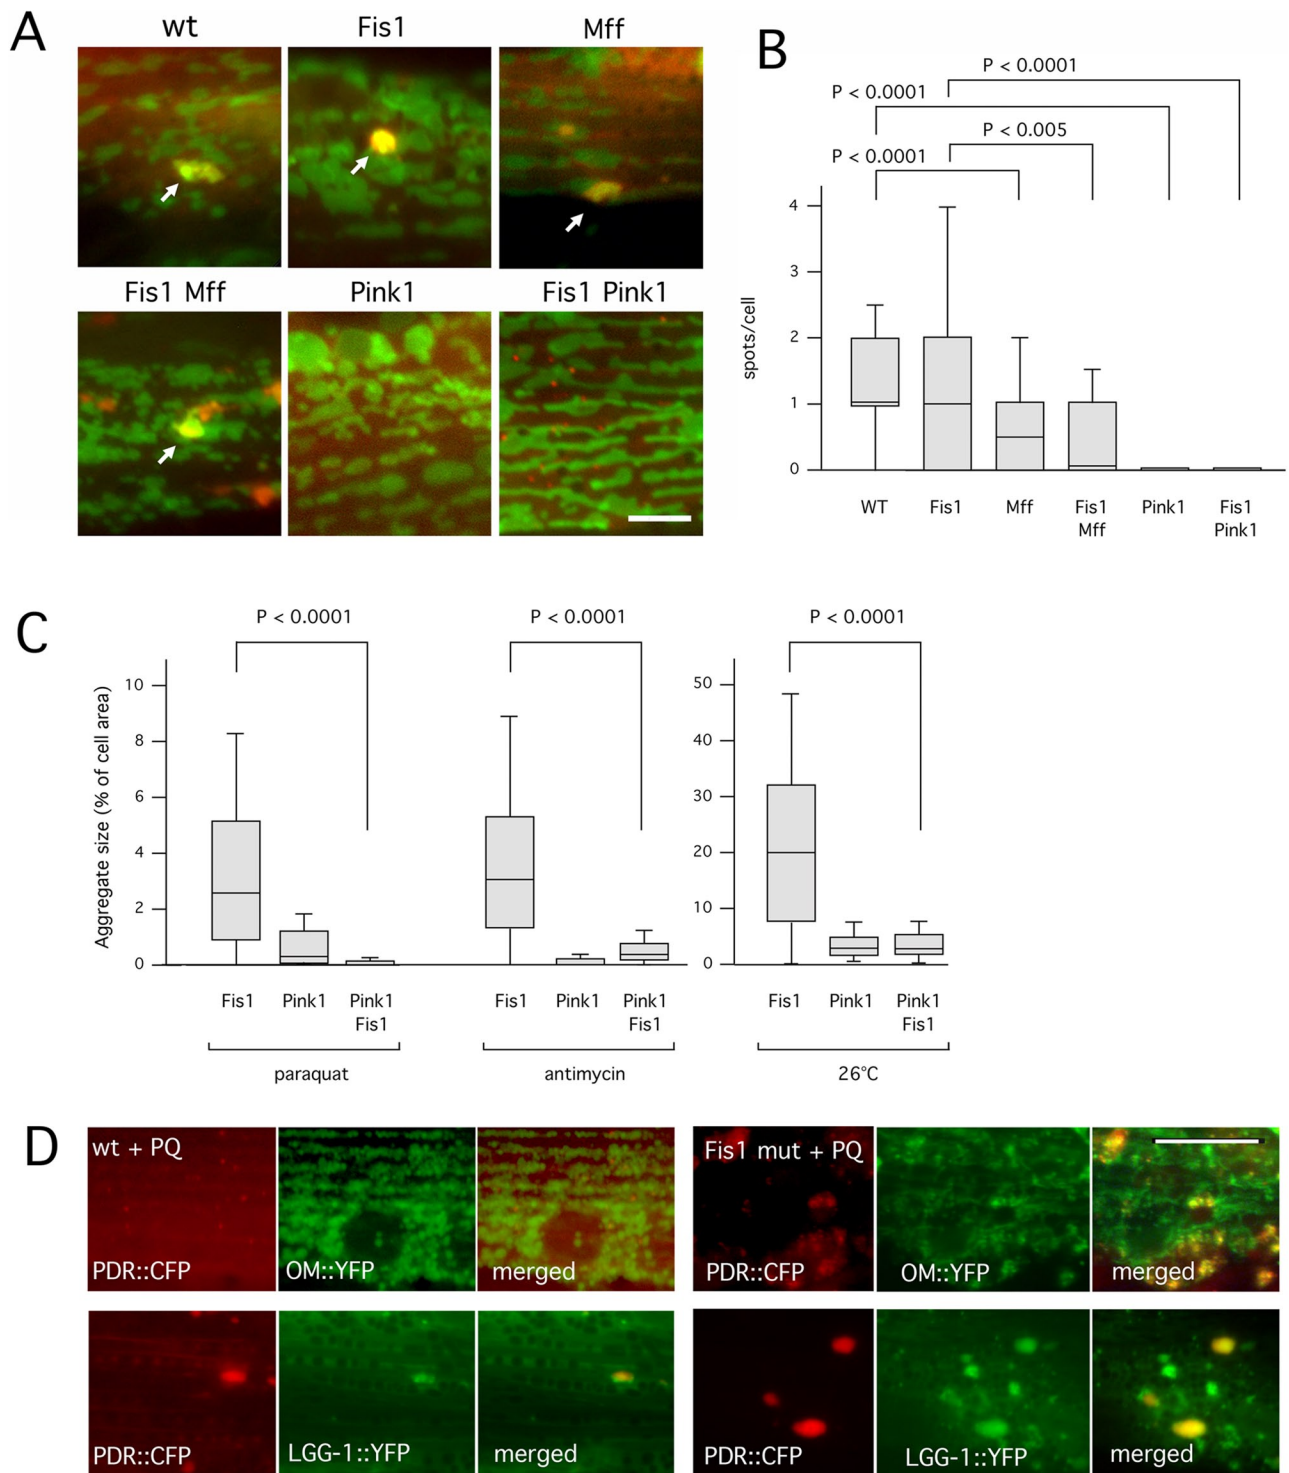 A
wt
Fis1
Mff
Fis1 Mff
Pink1
Fis1 Pink1
B
P < 0.0001
P < 0.0001
P < 0.005
P < 0.0001
spots/cell
4
3
2
1
0
WT
Fis1
Mff
Fis1
Mff
Pink1
Fis1
Pink1
C
P < 0.0001
P < 0.0001
P < 0.0001
Aggregate size (% of cell area)
10
8
6
4
2
0
50
40
30
20
10
0
Fis1
Pink1
Pink1
Fis1
paraquat
Fis1
Pink1
Pink1
Fis1
antimycin
Fis1
Pink1
Pink1
Fis1
26°C
D
wt + PQ
PDR::CFP
OM::YFP
merged
Fis1 mut + PQ
PDR::CFP
OM::YFP
merged
PDR::CFP
LGG-1::YFP
merged
PDR::CFP
LGG-1::YFP
merged